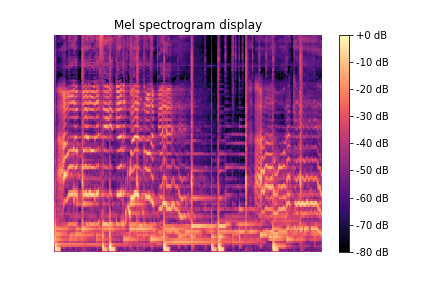 Mel spectrogram display
+0 dB
-10 dB
-20 dB
-30 dB
-40 dB
-50 dB
-60 dB
-70 dB
-80 dB